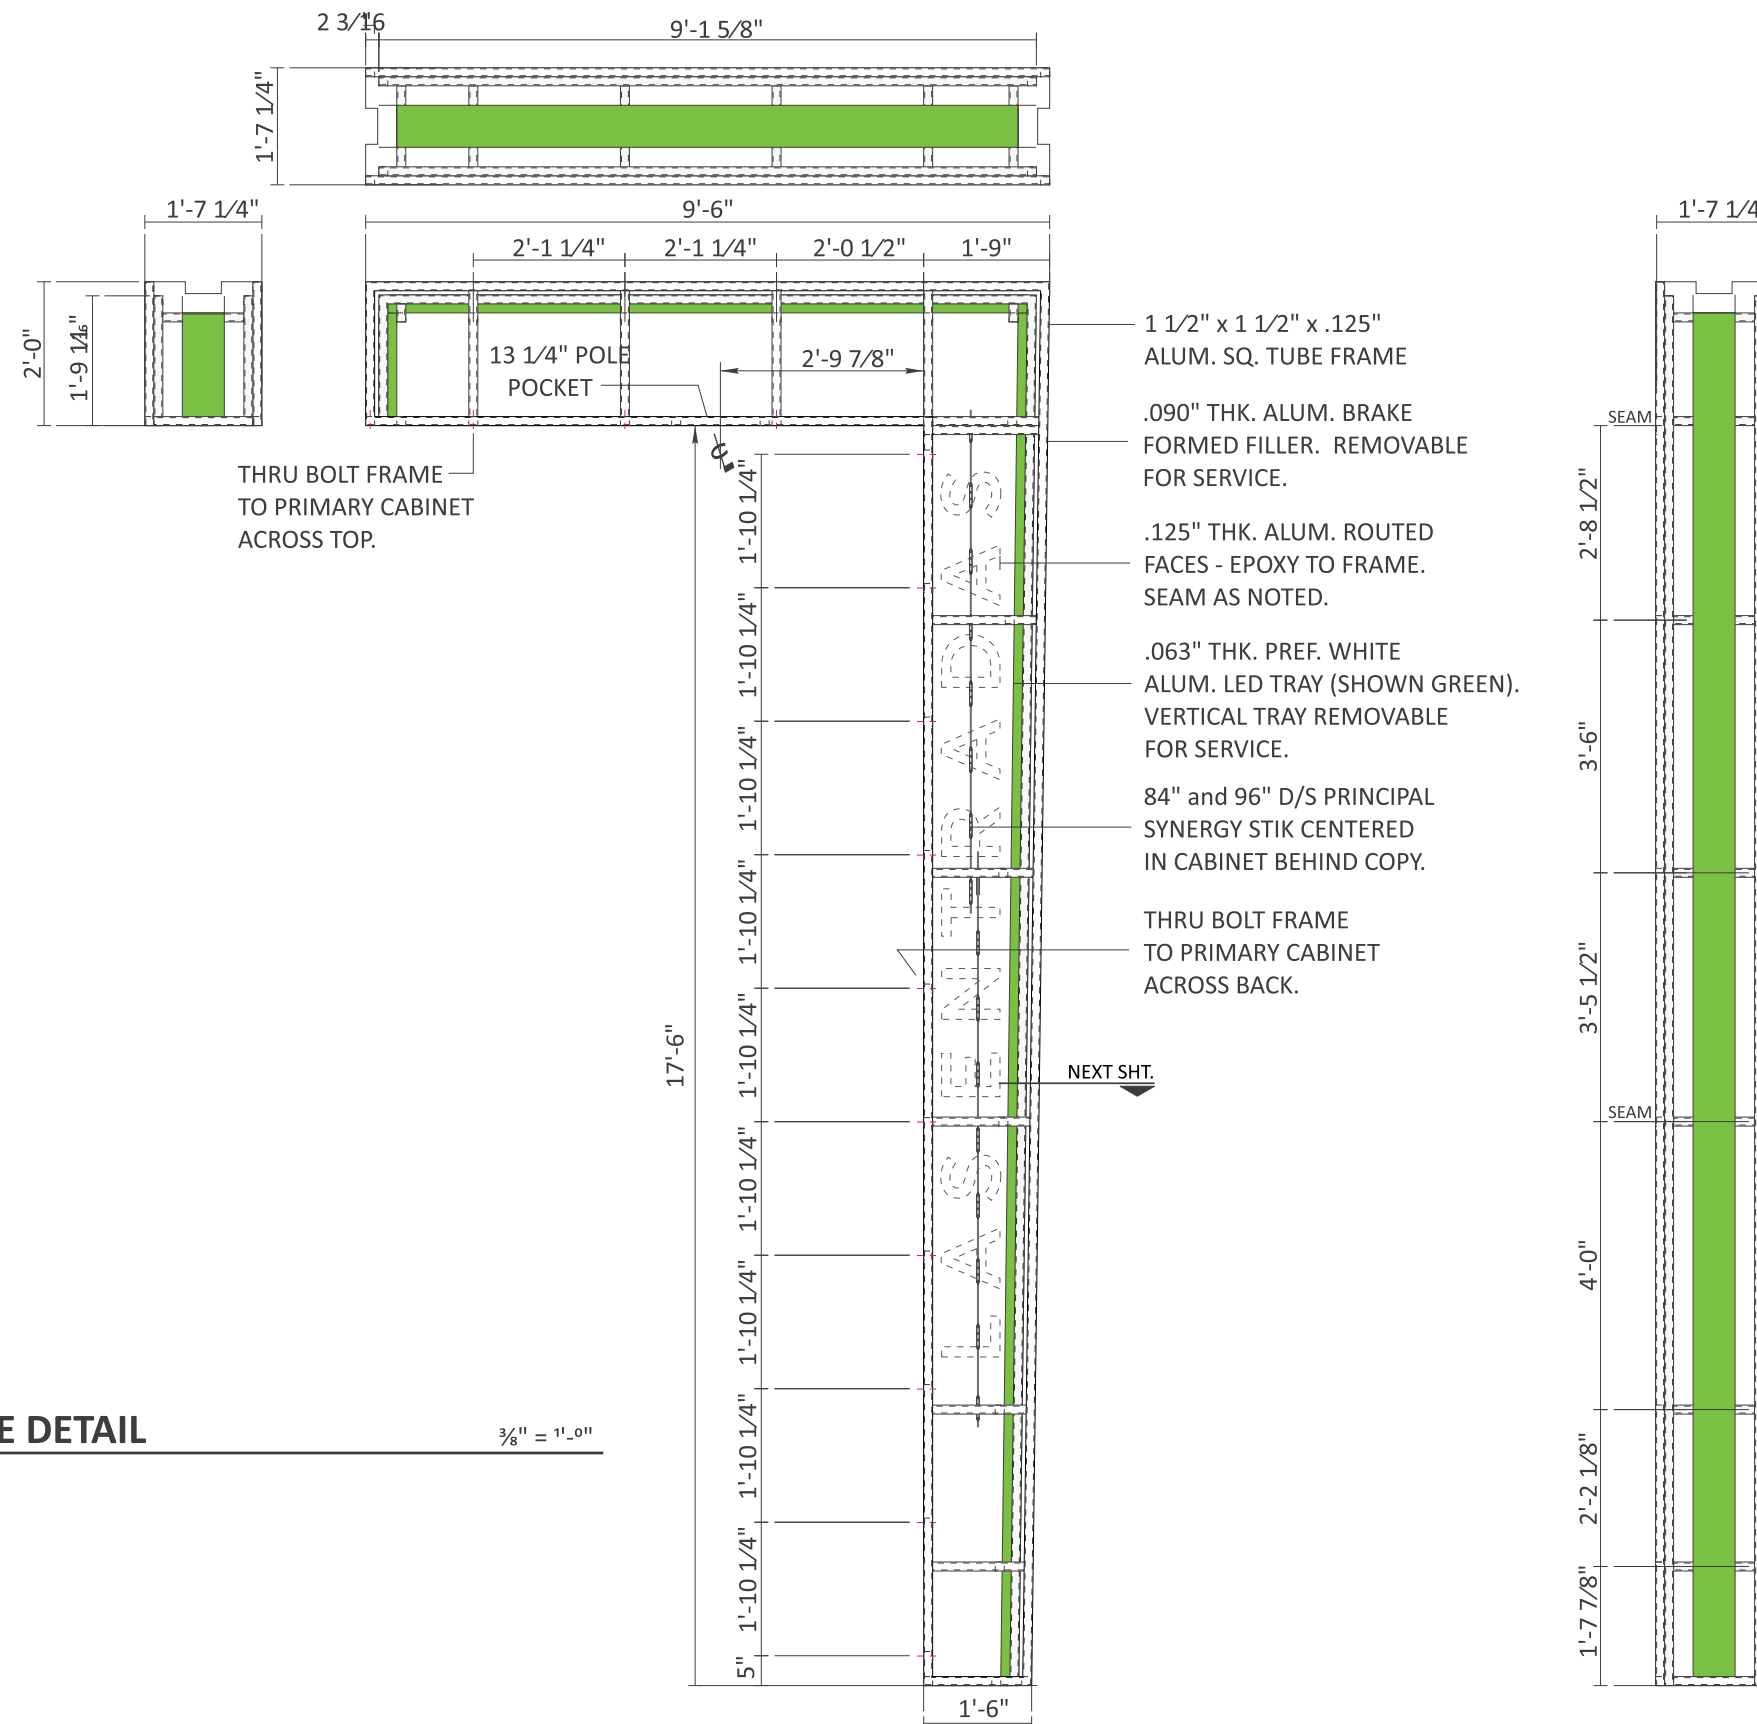 2 3/16
9'-1 5/8"
1'-7 1/4"
1'-7 1/4"
9'-6"
1'-7 1/4
2'-1 1/4"
2'-1 1/4"
2'-0 1/2"
1'-9"
2'-0"
1'-9 1/16"
13 1/4" POLE
POCKET
2'-9 7/8"
1 1/2" x 1 1/2" x .125"
ALUM. SQ. TUBE FRAME
.090" THK. ALUM. BRAKE
FORMED FILLER. REMOVABLE
FOR SERVICE.
SEAM
THRU BOLT FRAME
TO PRIMARY CABINET
ACROSS TOP.
.125" THK. ALUM. ROUTED
FACES - EPOXY TO FRAME.
SEAM AS NOTED.
.063" THK. PREF. WHITE
ALUM. LED TRAY (SHOWN GREEN).
VERTICAL TRAY REMOVABLE
FOR SERVICE.
84" and 96" D/S PRINCIPAL
SYNERGY STIK CENTERED
IN CABINET BEHIND COPY.
THRU BOLT FRAME
TO PRIMARY CABINET
ACROSS BACK.
NEXT SHT.
SEAM
1'-10 1/4"
1'-10 1/4"
1'-10 1/4"
1'-10 1/4"
1'-10 1/4"
1'-10 1/4"
1'-10 1/4"
1'-10 1/4"
1'-10 1/4"
5"
17'-6"
2'-8 1/2"
3'-6"
3'-5 1/2"
4'-0"
2'-2 1/8"
1'-7 7/8"
E DETAIL
3/8" = 1'-0"
1'-6"